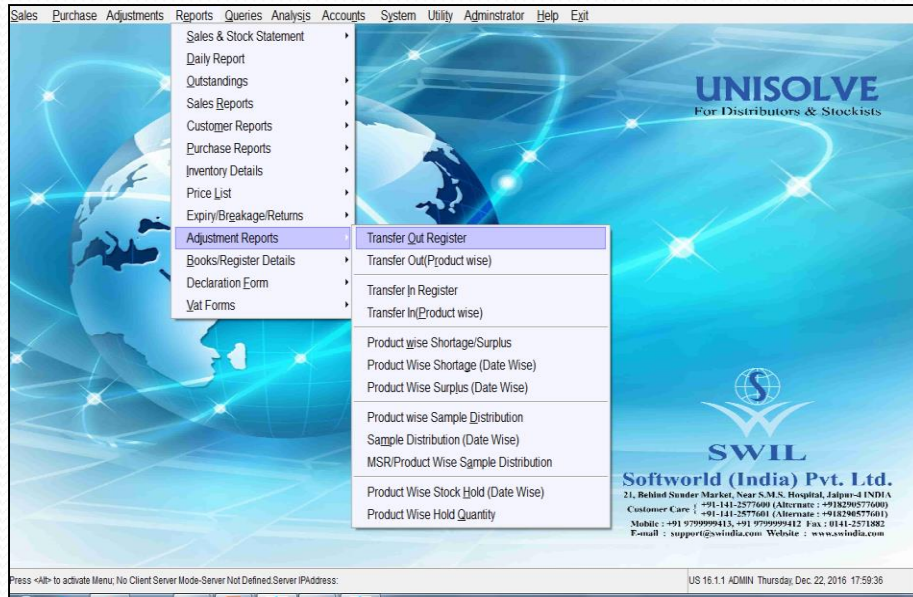 Sales Purchase Adjustments Reports Queries Analysis Accounts System Utility Adminstrator Help Exit
Sales & Stock Statement
Daily Report
Outstandings
Sales Reports
Customer Reports
Purchase Reports
Inventory Details
Price List
Expiry/Breakage/Returns
Adjustment Reports
Books/Register Details
Declaration Form
Vat Forms
Transfer Out Register
Transfer Out(Product wise)
Transfer In Register
Transfer In(Product wise)
Product wise Shortage/Surplus
Product Wise Shortage (Date Wise)
Product Wise Surplus (Date Wise)
Product wise Sample Distribution
Sample Distribution (Date Wise)
MSR/Product Wise Sample Distribution
Product Wise Stock Hold (Date Wise)
Product Wise Hold Quantity
UNISOLVE
For Distributors & Stockists
S
SWIL
Softworld (India) Pvt. Ltd.
21, Behind Sunder Market, Near S.M.S. Hospital, Jaipur-4 INDIA
Customer Care { +91-141-2577600 (Alternate : +918290577600)
+91-141-2577601 (Alternate : +918290577601)
Mobile : +91 9799999413, +91 9799999412 Fax : 0141-2571882
E-mail : support@swindia.com Website : www.swindia.com
Press <Alt> to activate Menu; No Client Server Mode-Server Not Defined.Server IPAddress:
US 16.1.1 ADMIN Thursday, Dec. 22, 2016 17:59:36